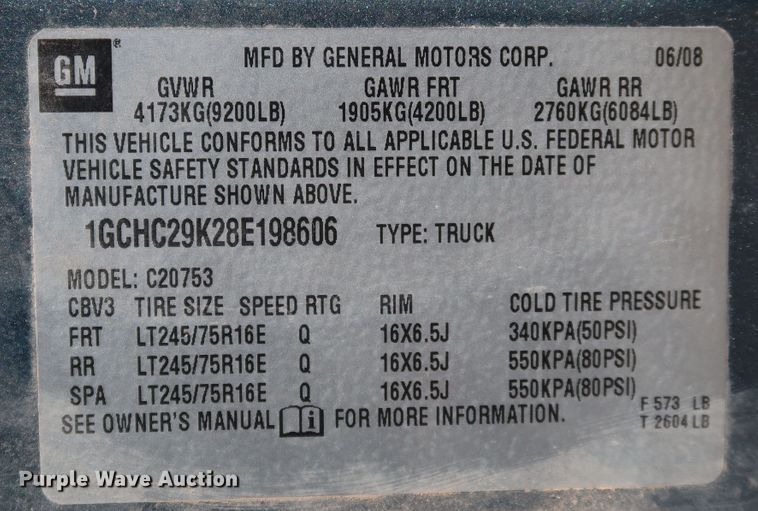 GM®
MFD BY GENERAL MOTORS CORP. 06/08
GVWR GAWR FRT GAWR RR
4173KG(9200LB) 1905KG(4200LB) 2760KG(6084LB)
THIS VEHICLE CONFORMS TO ALL APPLICABLE U.S. FEDERAL MOTOR
VEHICLE SAFETY STANDARDS IN EFFECT ON THE DATE OF
MANUFACTURE SHOWN ABOVE.
1GCHC29K28E198606 TYPE: TRUCK
MODEL: C20753
CBV3 TIRE SIZE SPEED RTG RIM COLD TIRE PRESSURE
FRT LT245/75R16E Q 16X6.5J 340KPA(50PSI)
RR LT245/75R16E Q 16X6.5J 550KPA(80PSI)
SPA LT245/75R16E Q 16X6.5J 550KPA(80PSI)
SEE OWNER'S MANUAL i FOR MORE INFORMATION.
F 573 LB
T 2604 LB
Purple Wave Auction